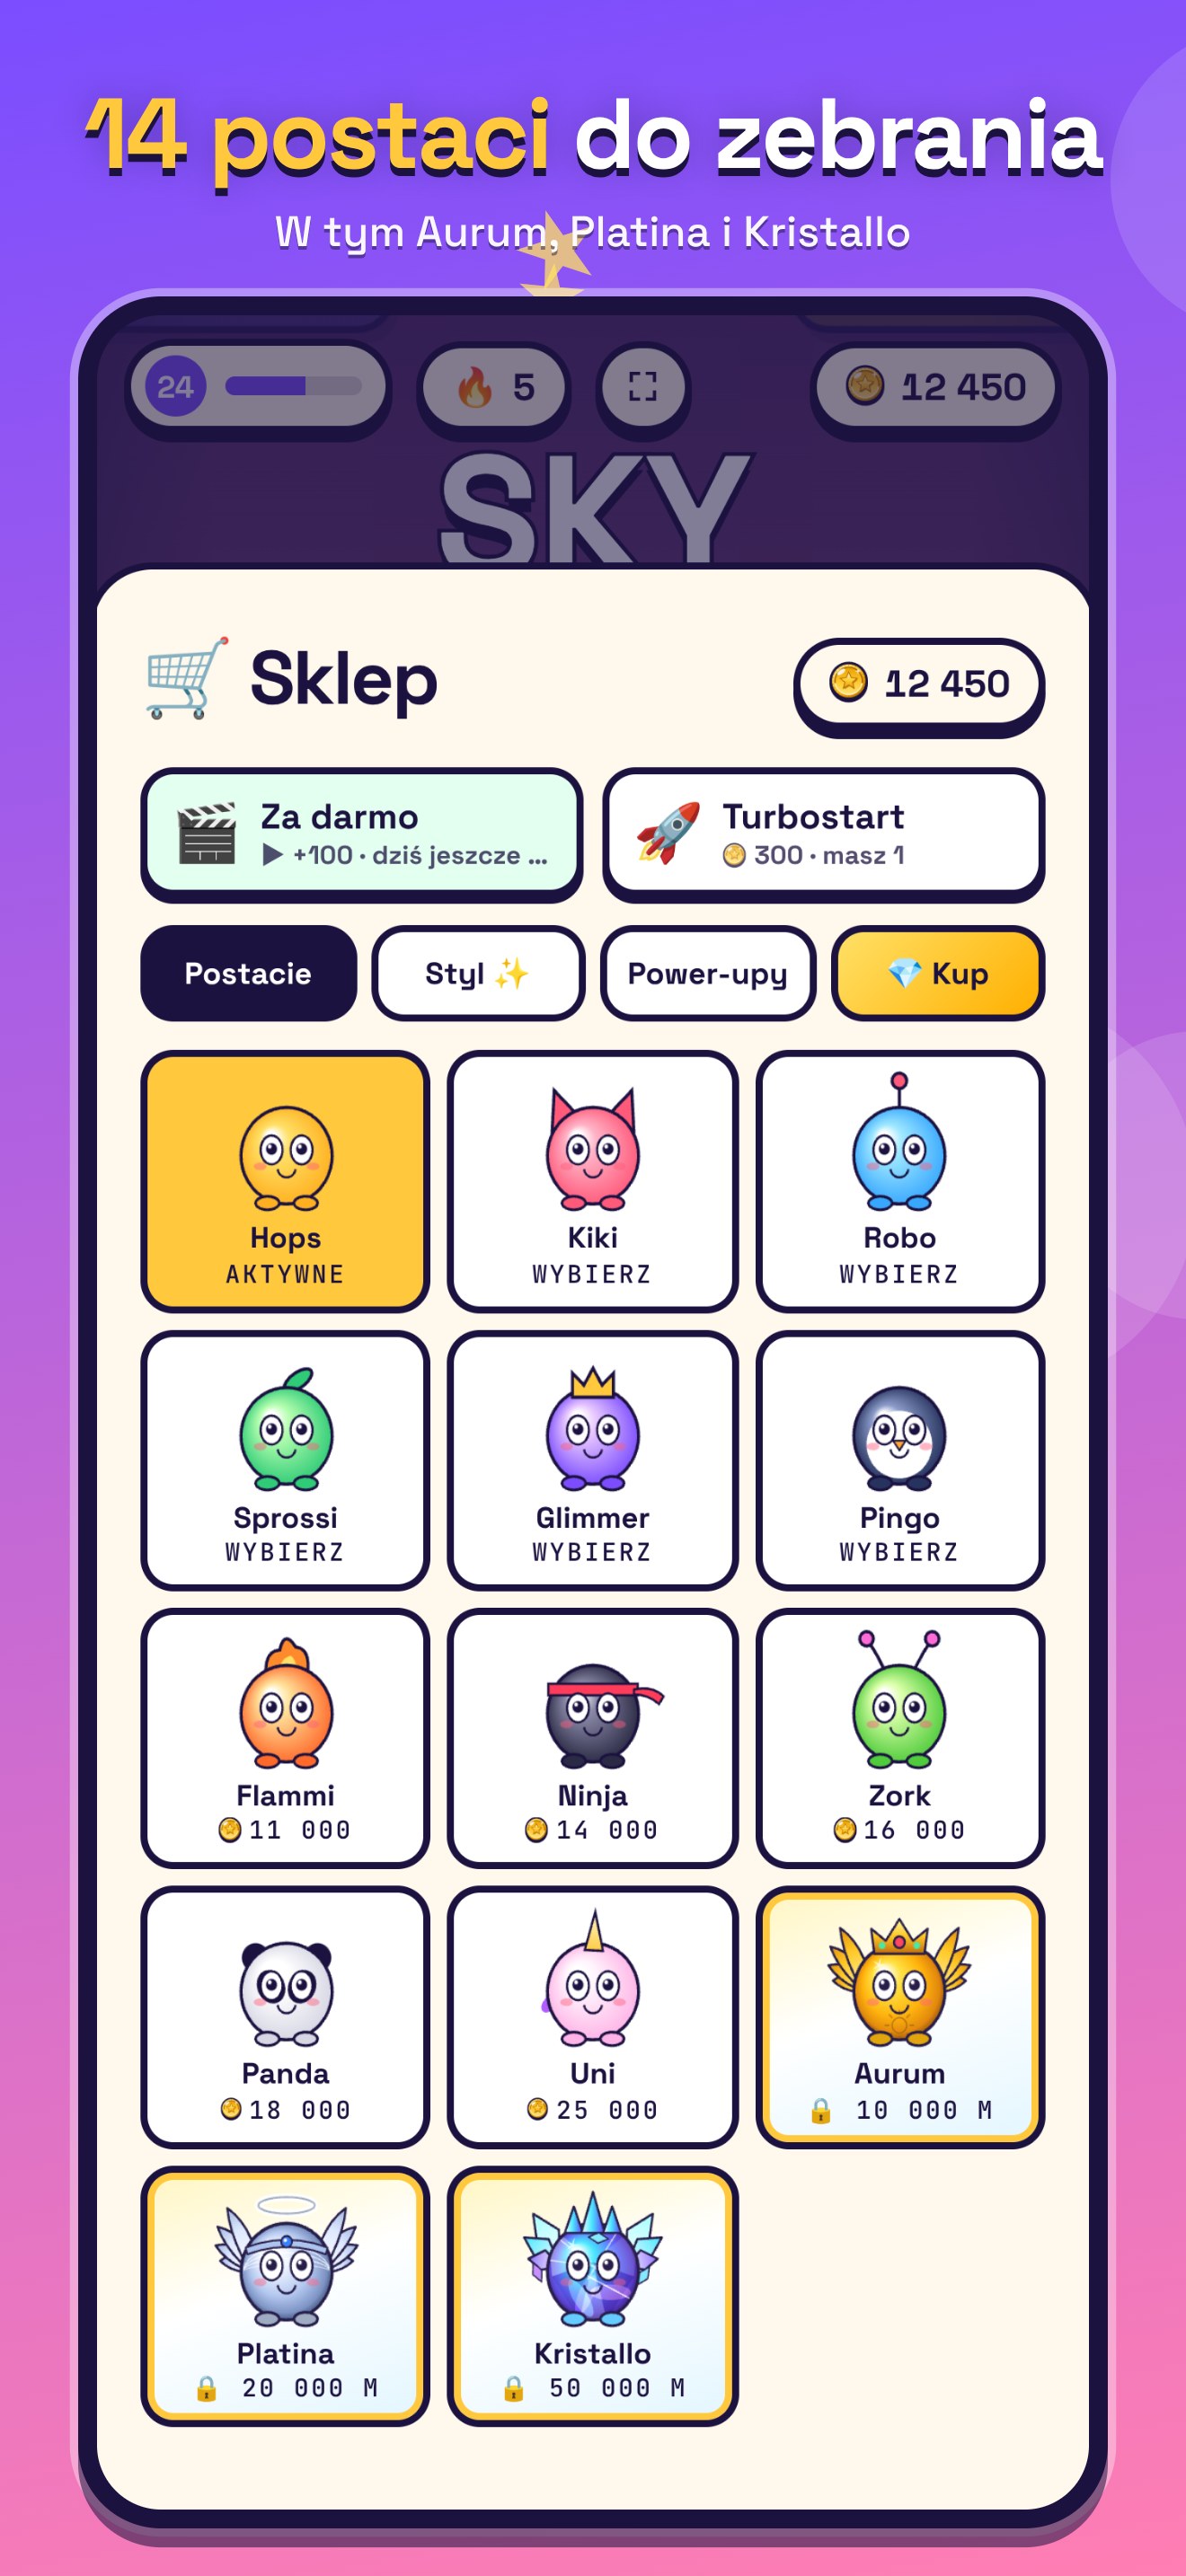 14 postaci do zebrania
W tym Aurum, Platina i Kristallo
24
5
12 450
SKY
Sklep
12 450
Za darmo
+100 · dziś jeszcze ...
Turbostart
300 · masz 1
Postacie
Styl
Power-upy
Kup
Hops
AKTYWNE
Kiki
WYBIERZ
Robo
WYBIERZ
Sprossi
WYBIERZ
Glimmer
WYBIERZ
Pingo
WYBIERZ
Flammi
11 000
Ninja
14 000
Zork
16 000
Panda
18 000
Uni
25 000
Aurum
10 000 M
Platina
20 000 M
Kristallo
50 000 M